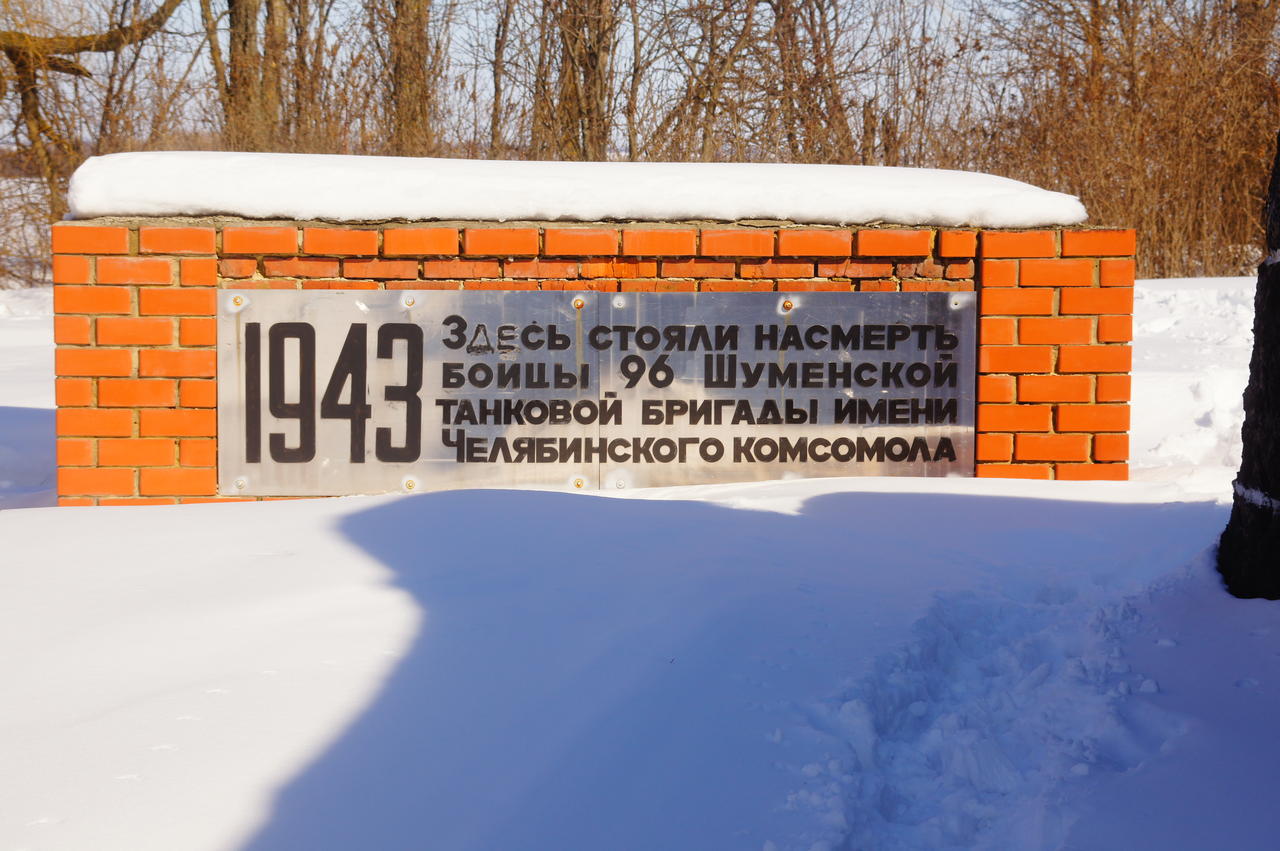 1943
Здесь стояли насмерть
бойцы 96 Шуменской
танковой бригады имени
Челябинского комсомола